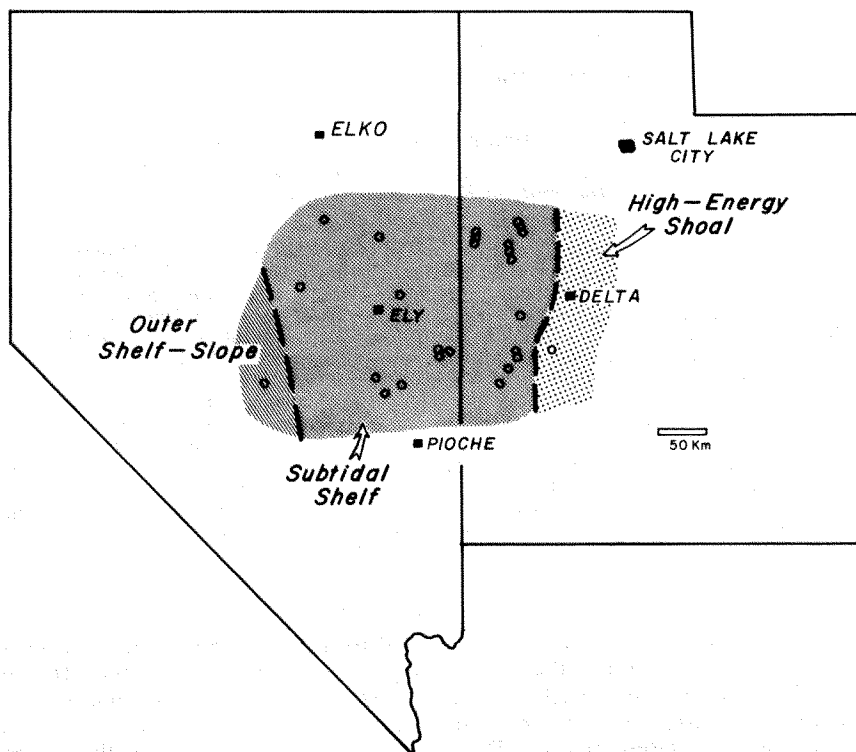 ELKO
SALT LAKE
CITY
High-Energy
Shoal
DELTA
ELY
Outer
Shelf-Slope
50 Km
PIOCHE
Subtidal
Shelf